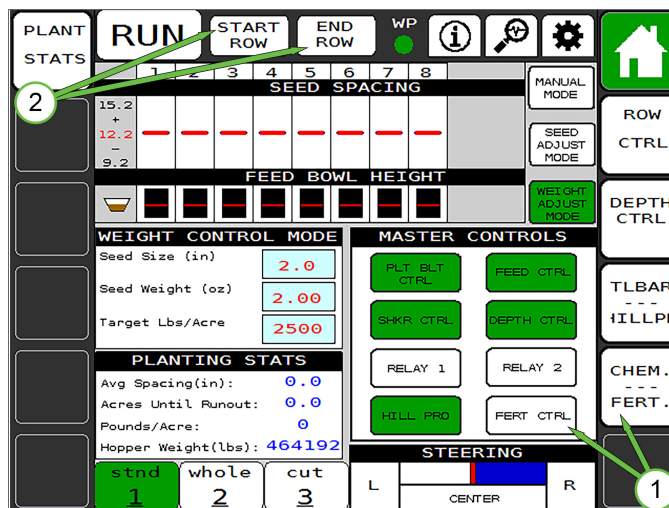 PLANT
STATS
RUN
START
ROW
END
ROW
WP
i
2
1 2 3 4 5 6 7 8
SEED SPACING
15.2
+
12.2
-
9.2
MANUAL
MODE
SEED
ADJUST
MODE
WEIGHT
ADJUST
MODE
FEED BOWL HEIGHT
ROW
CTRL
DEPTH
CTRL
TLBAR
---
HILLP
CHEM.
---
FERT.
WEIGHT CONTROL MODE
Seed Size (in)
2.0
Seed Weight (oz)
2.00
Target Lbs/Acre
2500
MASTER CONTROLS
PLT BLT
CTRL
FEED CTRL
SHKR CTRL
DEPTH CTRL
RELAY 1
RELAY 2
HILL PRO
FERT CTRL
PLANTING STATS
Avg Spacing(in): 0.0
Acres Until Runout: 0.0
Pounds/Acre: 0
Hopper Weight(lbs): 464192
stnd
1
whole
2
cut
3
STEERING
L
CENTER
R
1